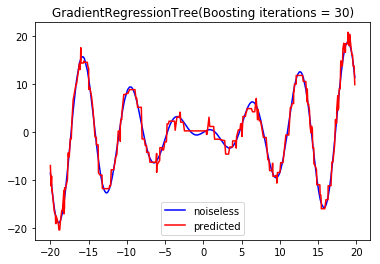 GradientRegressionTree(Boosting iterations = 30)
20
10
0
−10
−20
noiseless
predicted
−20 −15 −10 −5 0 5 10 15 20